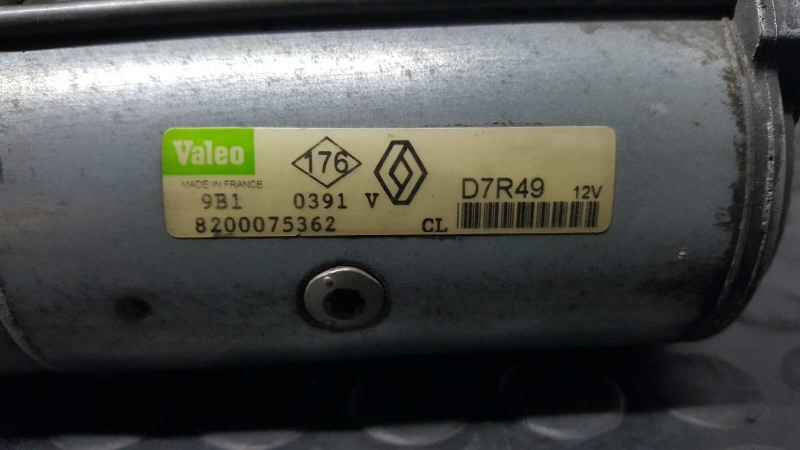 Valeo
MADE IN FRANCE
176
D7R49 12V
9B1 0391 V
8200075362 CL